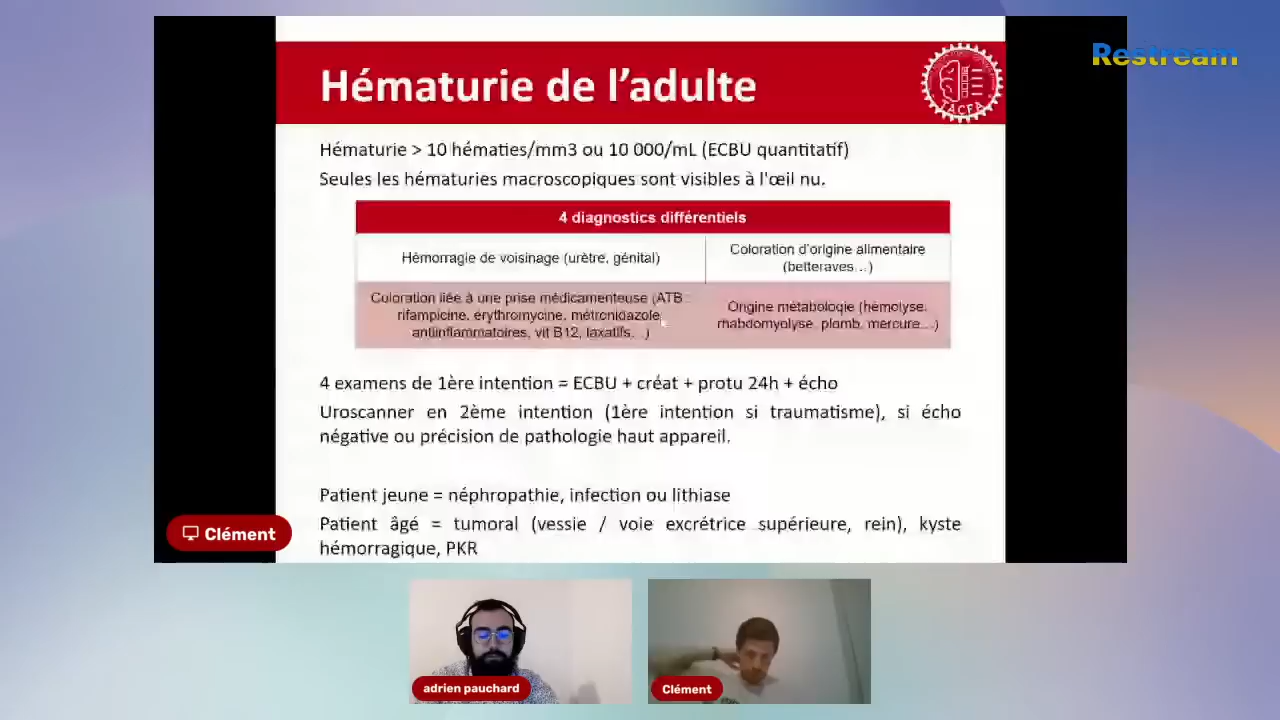 Restream
Hématurie de l'adulte
TACFA
Hématurie > 10 hématies/mm3 ou 10 000/mL (ECBU quantitatif)
Seules les hématuries macroscopiques sont visibles à l'œil nu.
4 diagnostics différentiels
Hémorragie de voisinage (urètre, génital)
Coloration d'origine alimentaire
(betteraves…)
Coloration liée à une prise médicamenteuse (ATB :
rifampicine, érythromycine, métronidazole,
antiinflammatoires, vit B12, laxatifs…)
Origine métabologie (hémolyse,
rhabdomyolyse, plomb, mercure…)
4 examens de 1ère intention = ECBU + créat + protu 24h + écho
Uroscanner en 2ème intention (1ère intention si traumatisme), si écho
négative ou précision de pathologie haut appareil.
Patient jeune = néphropathie, infection ou lithiase
Patient âgé = tumoral (vessie / voie excrétrice supérieure, rein), kyste
hémorragique, PKR
Clément
adrien pauchard
Clément